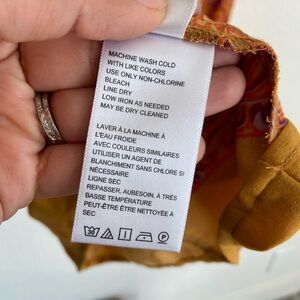 MACHINE WASH COLD
WITH LIKE COLORS
USE ONLY NON-CHLORINE
BLEACH
LINE DRY
LOW IRON AS NEEDED
MAY BE DRY CLEANED
LAVER À LA MACHINE À
L'EAU FROIDE
AVEC COULEURS SIMILAIRES
UTILISER UN AGENT DE
BLANCHIMENT SANS CHLORE SI
NÉCESSAIRE
LIGNE SEC
REPASSER, AUBESOIN, À TRÈS
BASSE TEMPÉRATURE
PEUT-ÊTRE ÊTRE NETTOYÉE À
SEC